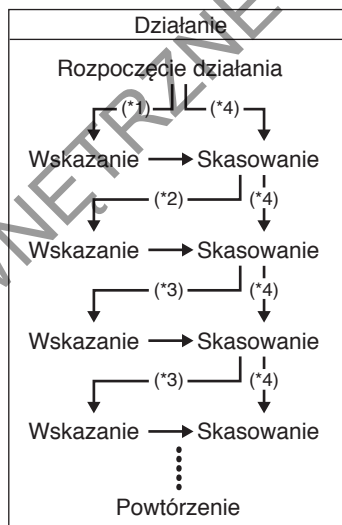 Działanie
Rozpoczęcie działania
(*1) (*4)
Wskazanie Skasowanie
(*2) (*4)
Wskazanie Skasowanie
(*3) (*4)
Wskazanie Skasowanie
(*3) (*4)
Wskazanie Skasowanie
Powtórzenie
WNĘTRZNE